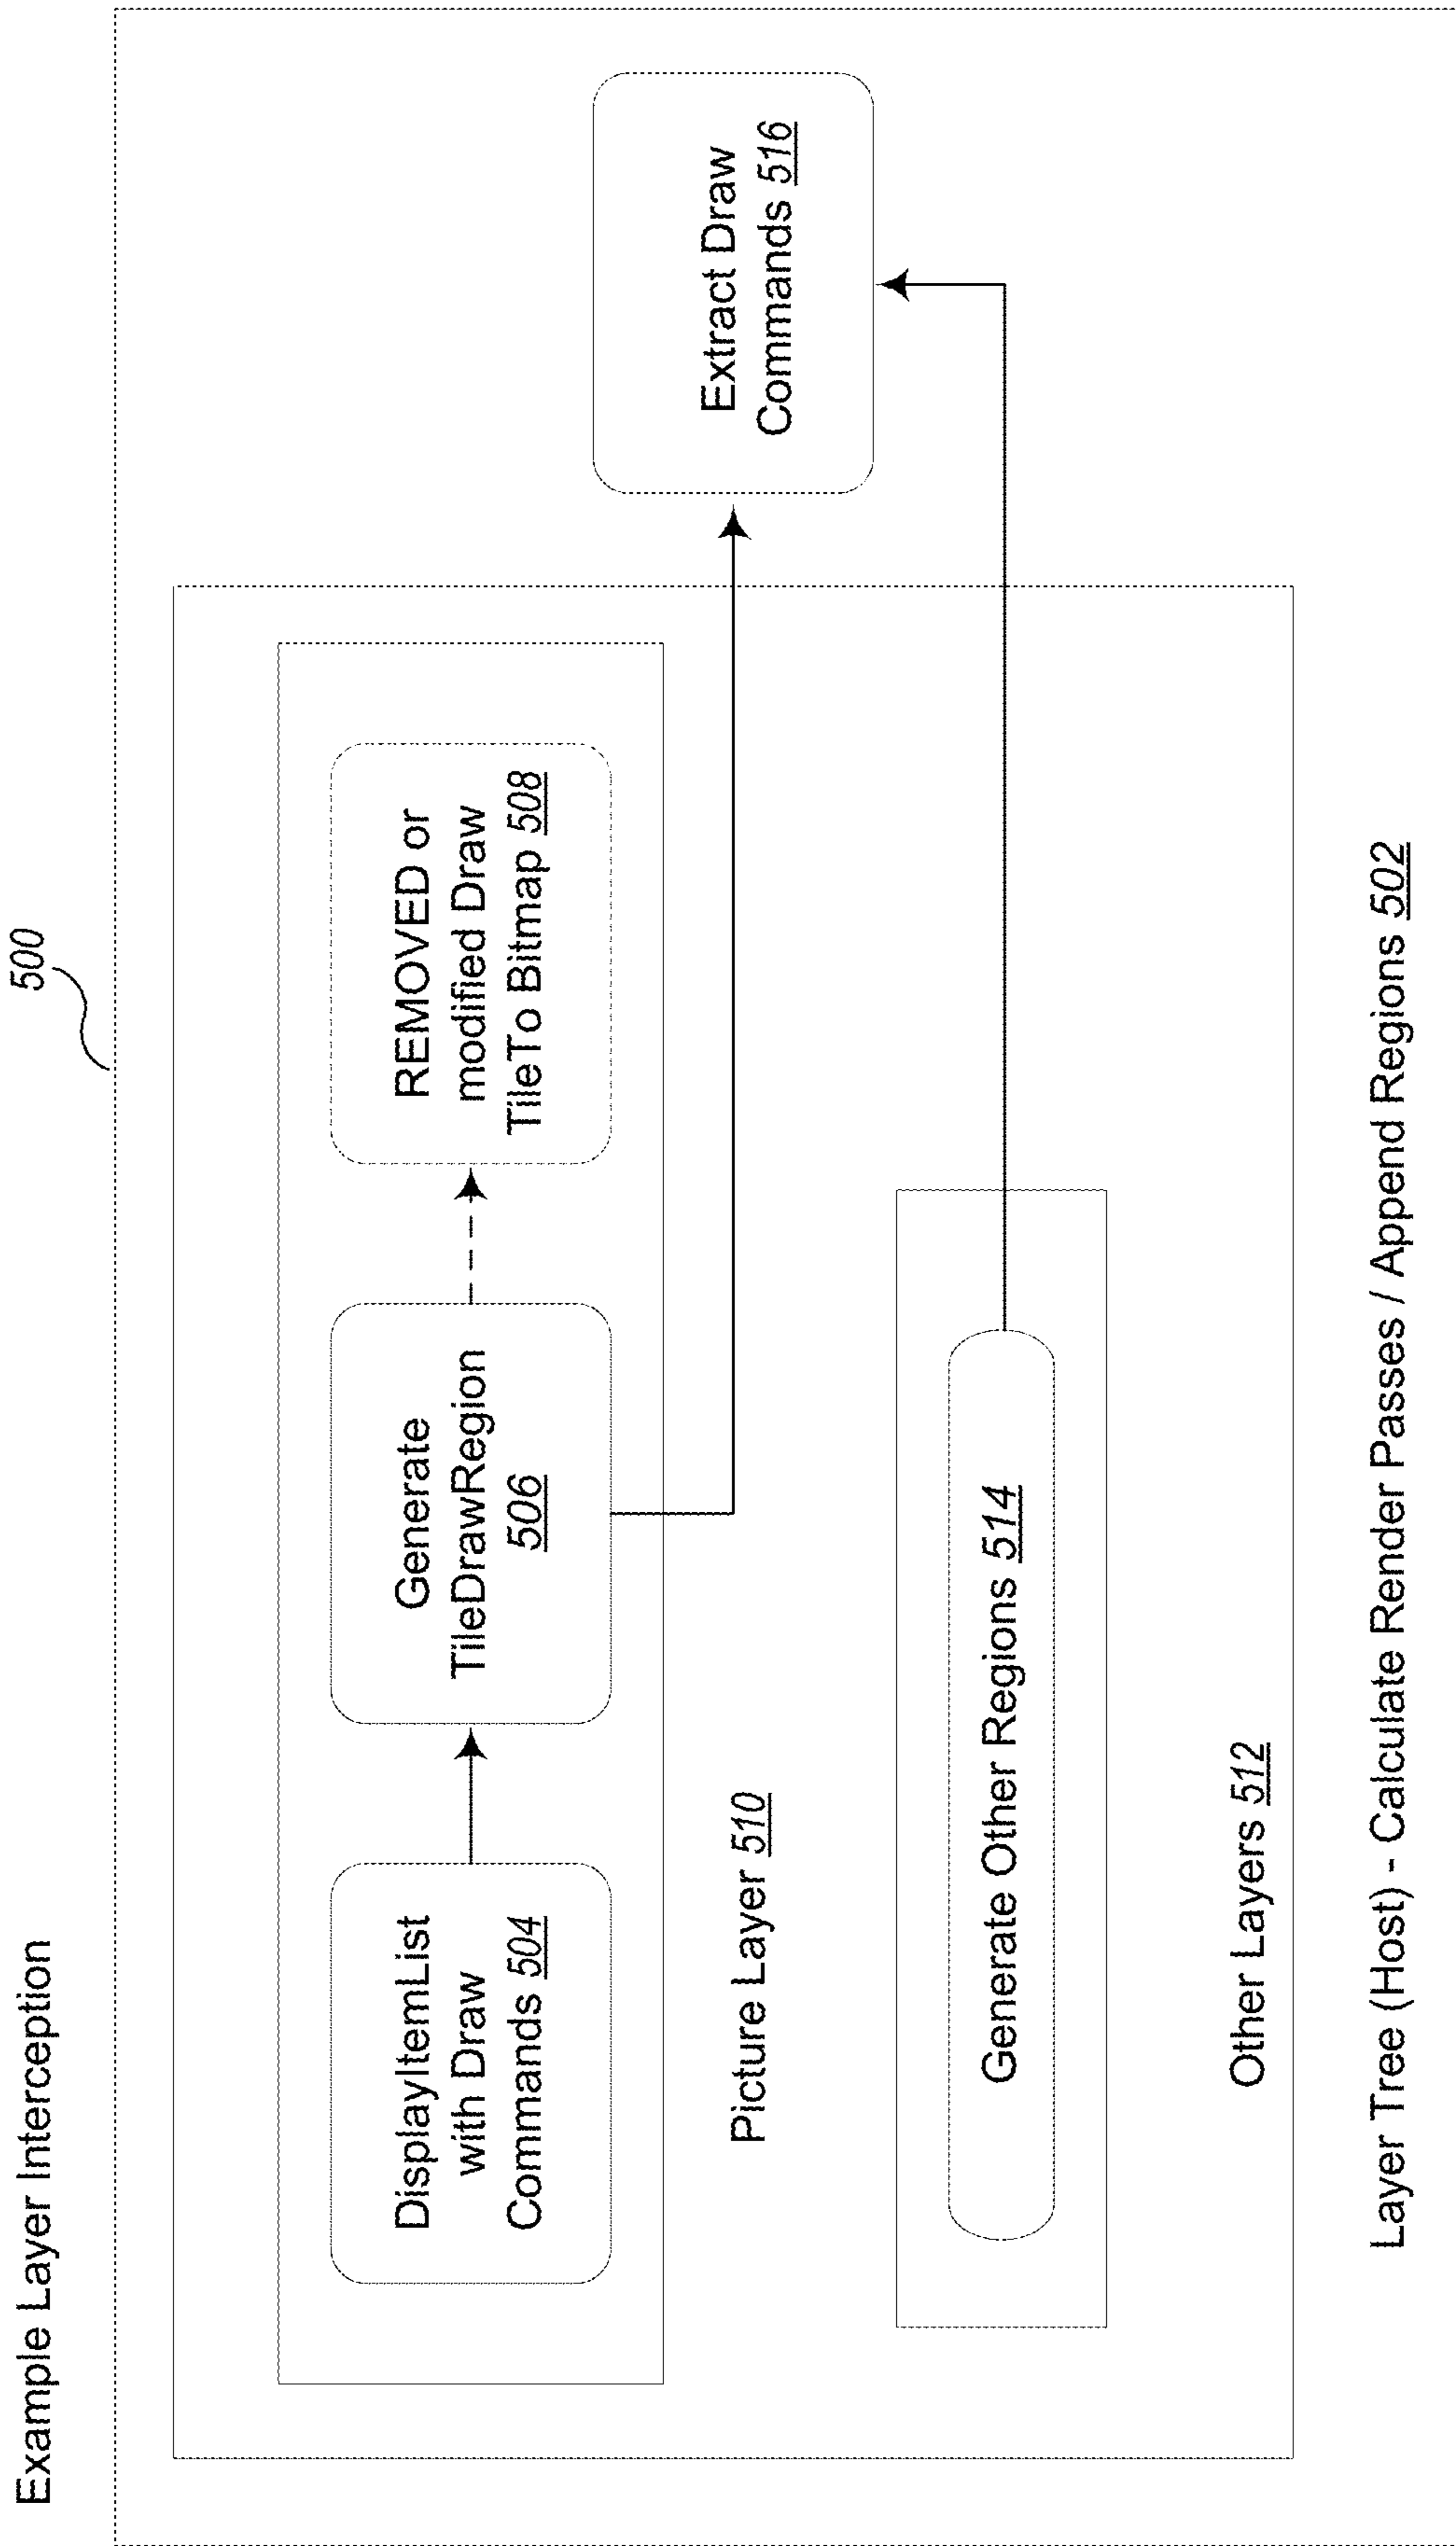 Example Layer Interception
500
DisplayItemList
with Draw
Commands 504
Generate
TileDrawRegion
506
REMOVED or
modified Draw
TileTo Bitmap 508
Extract Draw
Commands 516
Picture Layer 510
Generate Other Regions 514
Other Layers 512
Layer Tree (Host) - Calculate Render Passes / Append Regions 502